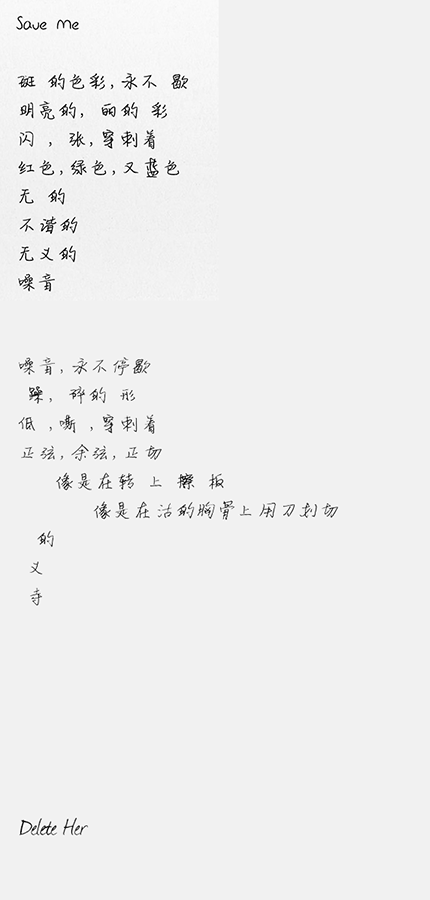 Save Me
斑 的色彩,永不 歇
明亮的, 的 彩
闪 , 张,穿刺着
红色,绿色,又蓝色
无 的
不谐的
无义的
噪音
噪音,永不停歇
躁, 碎的 形
低 ,嘶 ,穿刺着
正弦,余弦,正切
像是在转 上 擦 板
像是在活的胸骨上用刀划切
的
义
寺
Delete Her